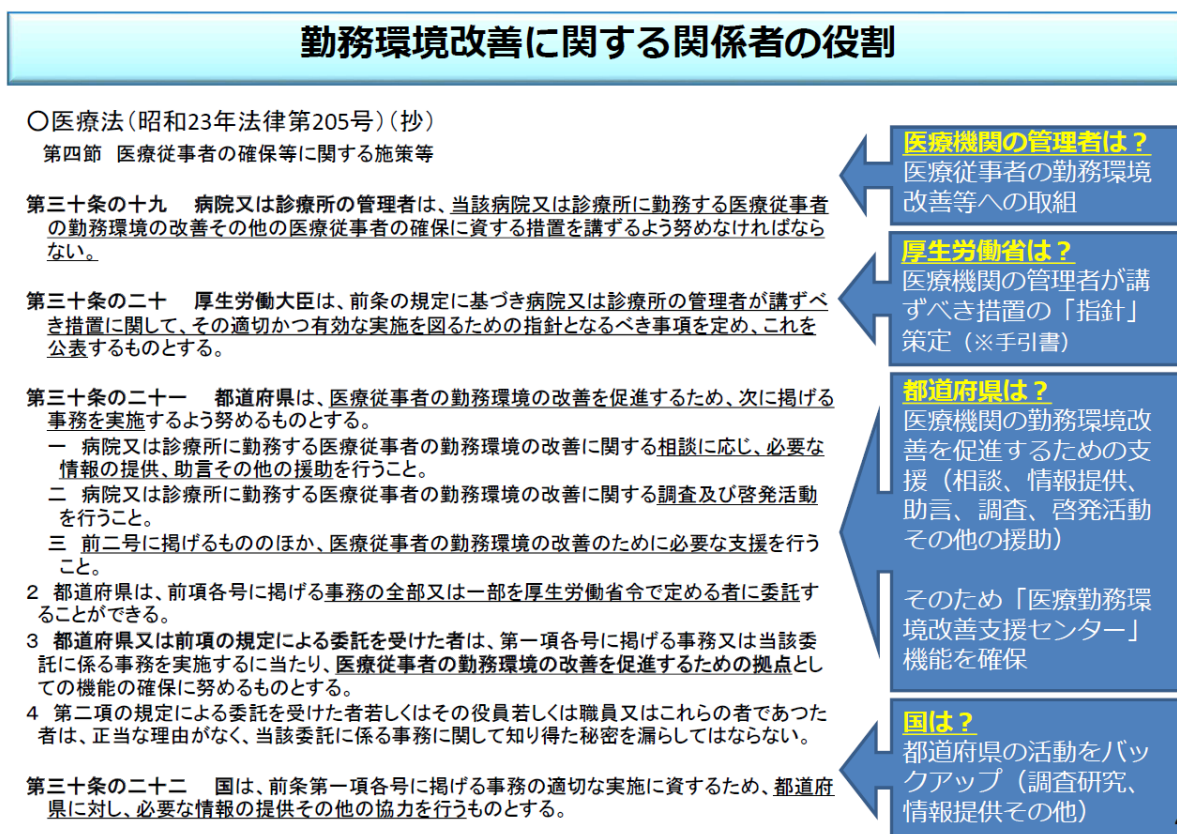 勤務環境改善に関する関係者の役割
〇医療法（昭和23年法律第205号）（抄）
第四節　医療従事者の確保等に関する施策等
第三十条の十九　病院又は診療所の管理者は、当該病院又は診療所に勤務する医療従事者
の勤務環境の改善その他の医療従事者の確保に資する措置を講ずるよう努めなければなら
ない。
第三十条の二十　厚生労働大臣は、前条の規定に基づき病院又は診療所の管理者が講ずべ
き措置に関して、その適切かつ有効な実施を図るための指針となるべき事項を定め、これを
公表するものとする。
第三十条の二十一　都道府県は、医療従事者の勤務環境の改善を促進するため、次に掲げる
事務を実施するよう努めるものとする。
一　病院又は診療所に勤務する医療従事者の勤務環境の改善に関する相談に応じ、必要な
情報の提供、助言その他の援助を行うこと。
二　病院又は診療所に勤務する医療従事者の勤務環境の改善に関する調査及び啓発活動
を行うこと。
三　前二号に掲げるもののほか、医療従事者の勤務環境の改善のために必要な支援を行う
こと。
２　都道府県は、前項各号に掲げる事務の全部又は一部を厚生労働省令で定める者に委託す
ることができる。
３　都道府県又は前項の規定による委託を受けた者は、第一項各号に掲げる事務又は当該委
託に係る事務を実施するに当たり、医療従事者の勤務環境の改善を促進するための拠点とし
ての機能の確保に努めるものとする。
４　第二項の規定による委託を受けた者若しくはその役員若しくは職員又はこれらの者であつた
者は、正当な理由がなく、当該委託に係る事務に関して知り得た秘密を漏らしてはならない。
第三十条の二十二　国は、前条第一項各号に掲げる事務の適切な実施に資するため、都道府
県に対し、必要な情報の提供その他の協力を行うものとする。
医療機関の管理者は？
医療従事者の勤務環境
改善等への取組
厚生労働省は？
医療機関の管理者が講
ずべき措置の「指針」
策定（※手引書）
都道府県は？
医療機関の勤務環境改
善を促進するための支
援（相談、情報提供、
助言、調査、啓発活動
その他の援助）
そのため「医療勤務環
境改善支援センター」
機能を確保
国は？
都道府県の活動をバッ
クアップ（調査研究、
情報提供その他）